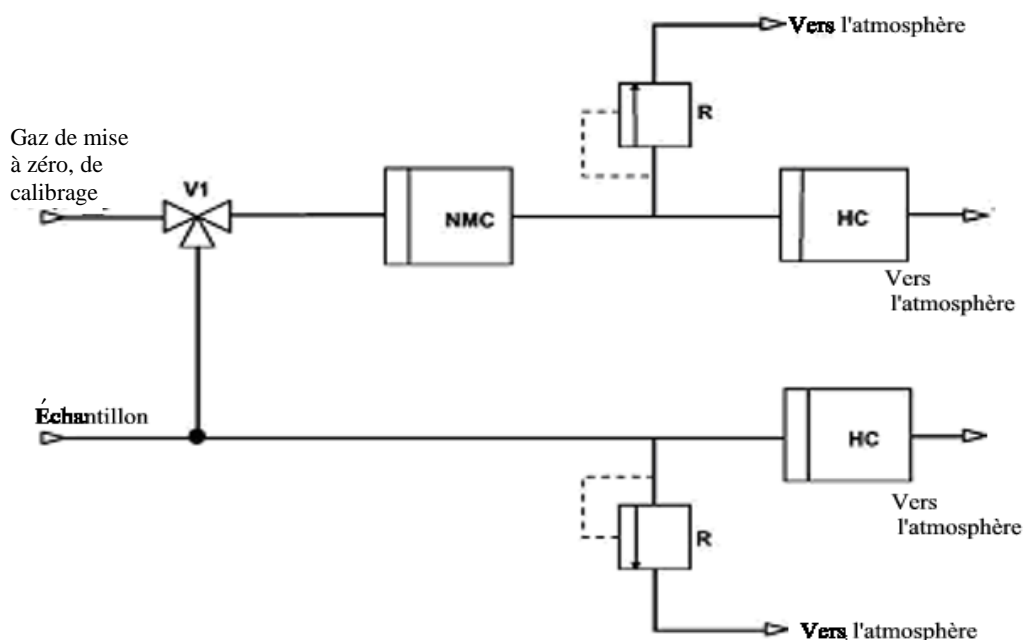 Vers l'atmosphère
Gaz de mise
à zéro, de
calibrage
V1
R
NMC
HC
Vers
l'atmosphère
Échantillon
HC
Vers
l'atmosphère
R
Vers l'atmosphère